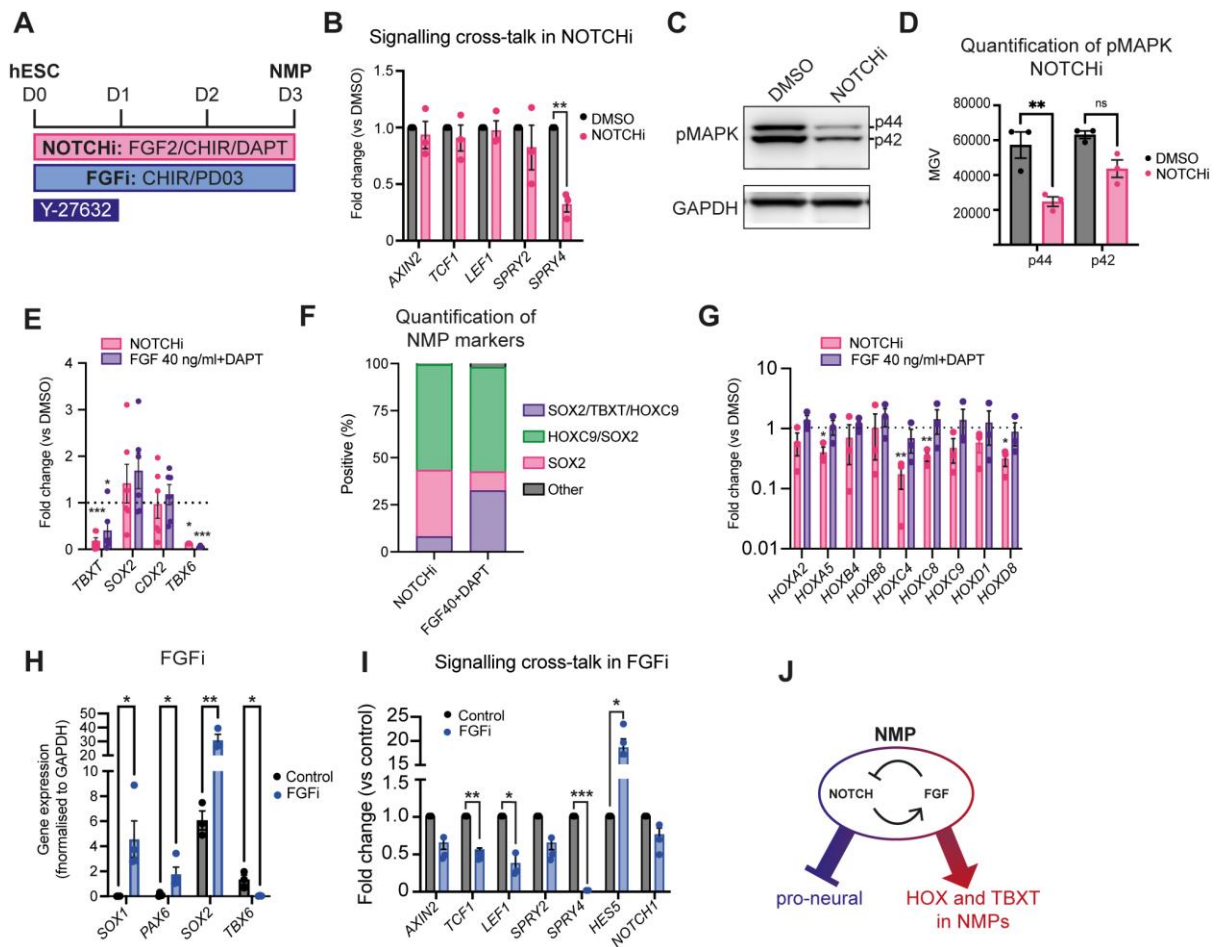 A
hESC NMP
D0 D1 D2 D3
NOTCHi: FGF2/CHIR/DAPT
FGFi: CHIR/PD03
Y-27632
B
Signalling cross-talk in NOTCHi
Fold change (vs DMSO)
1.5
1.0
0.5
0
**
DMSO
NOTCHi
AXIN2 TCF1 LEF1 SPRY2 SPRY4
C
DMSO NOTCHi
pMAPK
p44
p42
GAPDH
D
Quantification of pMAPK
NOTCHi
MGV
80000
60000
40000
20000
** ns
DMSO
NOTCHi
p44 p42
E
NOTCHi
FGF 40 ng/ml+DAPT
Fold change (vs DMSO)
4
3
2
1
0
*** * * ***
TBXT SOX2 CDX2 TBX6
F
Quantification of
NMP markers
Positive (%)
100
75
50
25
0
SOX2/TBXT/HOXC9
HOXC9/SOX2
SOX2
Other
NOTCHi FGF40+DAPT
G
NOTCHi
FGF 40 ng/ml+DAPT
Fold change (vs DMSO)
10
1
0.1
0.01
* ** ** *
HOXA2 HOXA5 HOXB4 HOXB8 HOXC4 HOXC8 HOXC9 HOXD1 HOXD8
H
FGFi
Gene expression
(fnormalised to GAPDH)
50
40
30
20
10
8
6
4
2
0
* * ** *
Control
FGFi
SOX1 PAX6 SOX2 TBX6
I
Signalling cross-talk in FGFi
Fold change (vs control)
25
20
15
1.0
0.5
0
** * *** *
Control
FGFi
AXIN2 TCF1 LEF1 SPRY2 SPRY4 HES5 NOTCH1
J
NMP
NOTCH FGF
pro-neural
HOX and TBXT
in NMPs